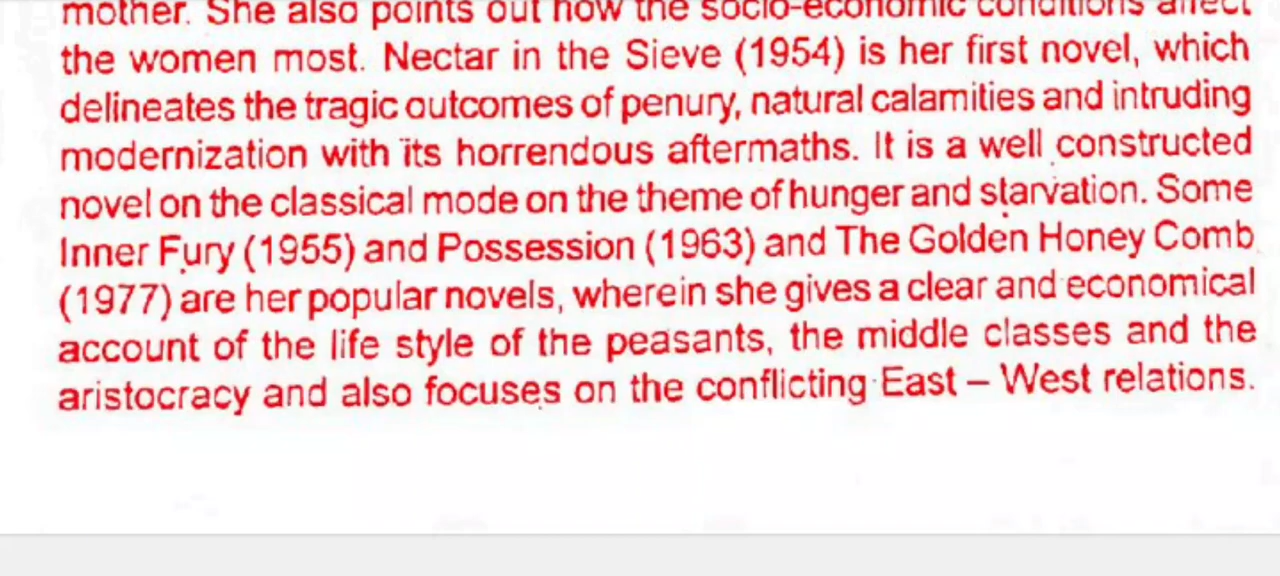 mother. She also points out how the socio-economic conditions affect
the women most. Nectar in the Sieve (1954) is her first novel, which
delineates the tragic outcomes of penury, natural calamities and intruding
modernization with its horrendous aftermaths. It is a well constructed
novel on the classical mode on the theme of hunger and starvation. Some
Inner Fury (1955) and Possession (1963) and The Golden Honey Comb
(1977) are her popular novels, wherein she gives a clear and economical
account of the life style of the peasants, the middle classes and the
aristocracy and also focuses on the conflicting East – West relations.